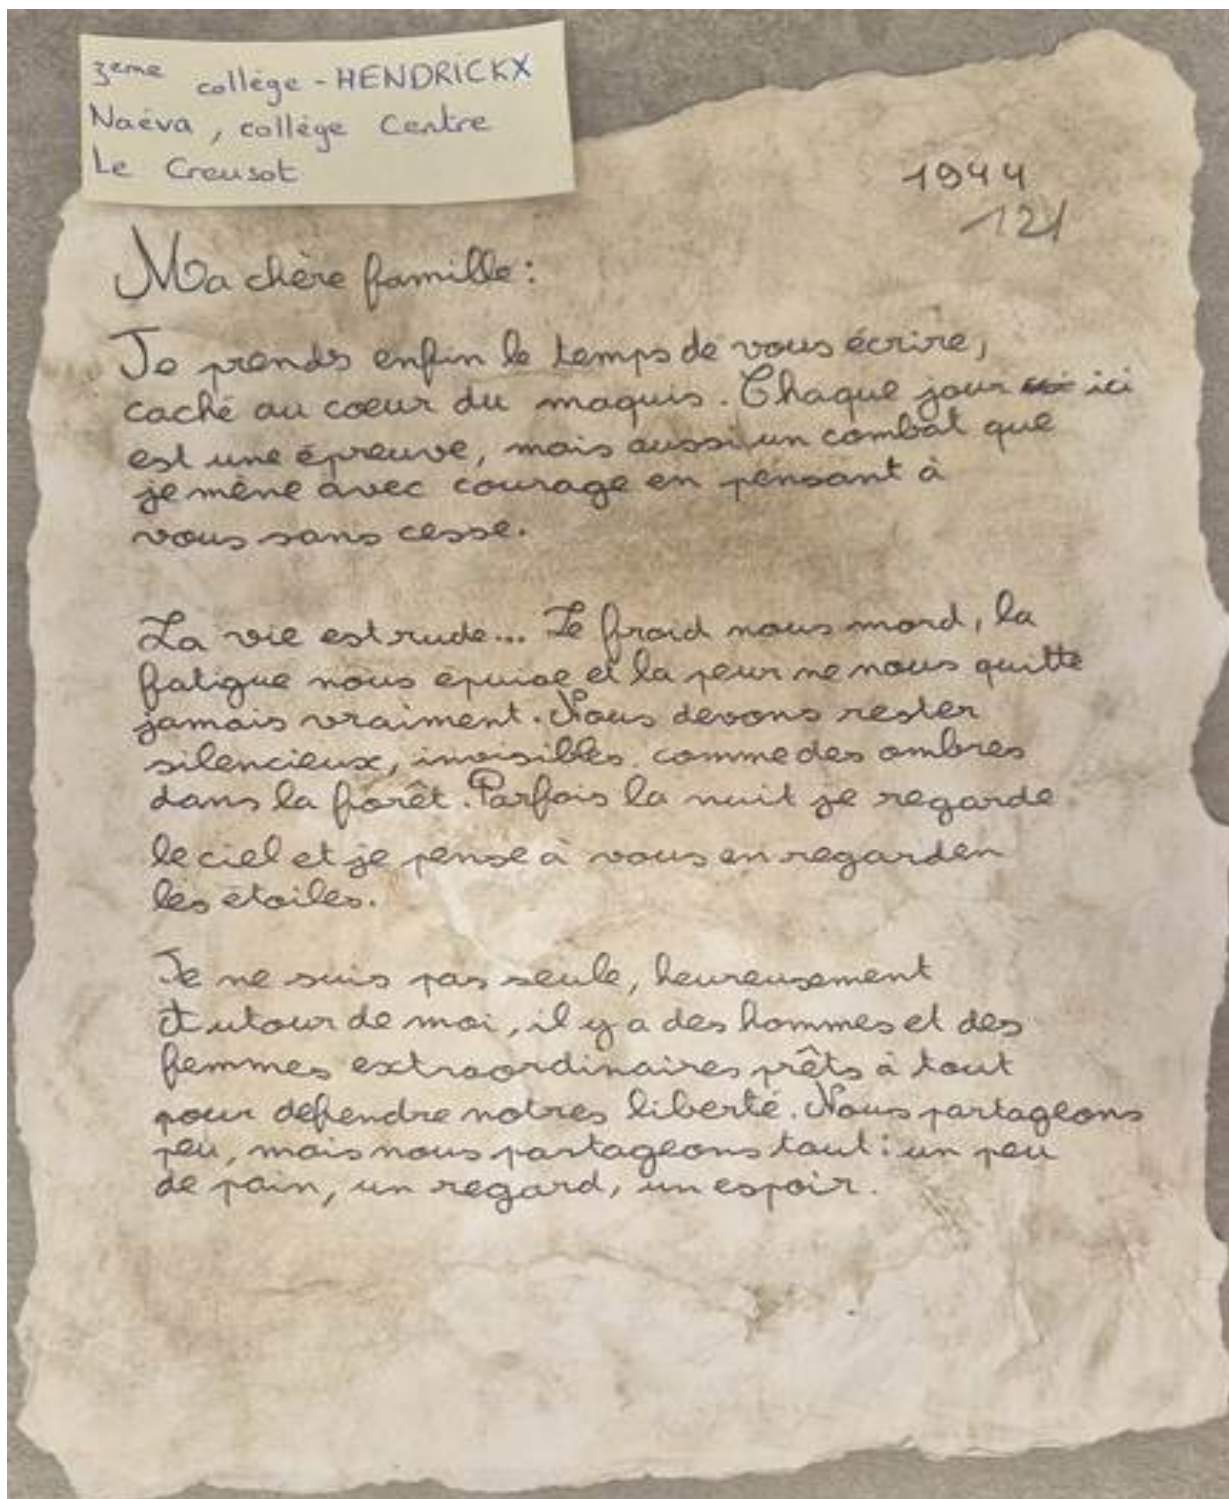 3eme collège - HENDRICKX
Naéva, collège Centre
Le Creusot
1944
121
Ma chère famille :
Je prends enfin le temps de vous écrire,
caché au coeur du maquis. Chaque jour ici
est une épreuve, mais aussi un combat que
je mène avec courage en pensant à
vous sans cesse.
La vie est rude... Le froid nous mord, la
fatigue nous épuise et la peur ne nous quitte
jamais vraiment. Nous devons rester
silencieux, invisibles. comme des ombres
dans la forêt. Parfois la nuit je regarde
le ciel et je pense à vous en regarden
les étoiles.
Je ne suis pas seule, heureusement
Autour de moi, il y a des hommes et des
femmes extraordinaires prêts à tout
pour défendre notres liberté. Nous partageons
peu, mais nous partageons tout : un peu
de pain, un regard, un espoir.